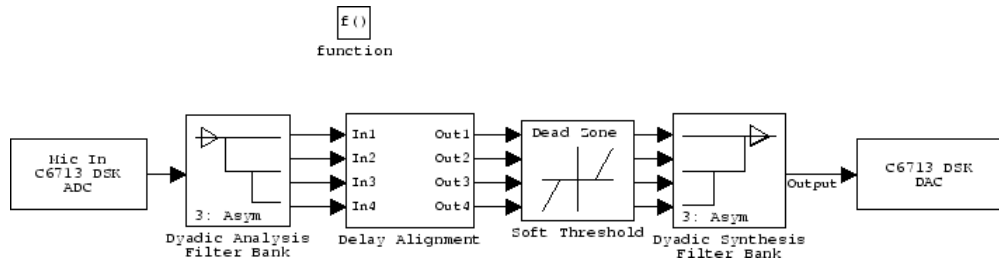 f()
function
Mic In
C6713 DSK
ADC
3: Asym
Dyadic Analysis
Filter Bank
In1
In2
In3
In4
Out1
Out2
Out3
Out4
Delay Alignment
Dead Zone
Soft Threshold
3: Asym
Dyadic Synthesis
Filter Bank
Output
C6713 DSK
DAC